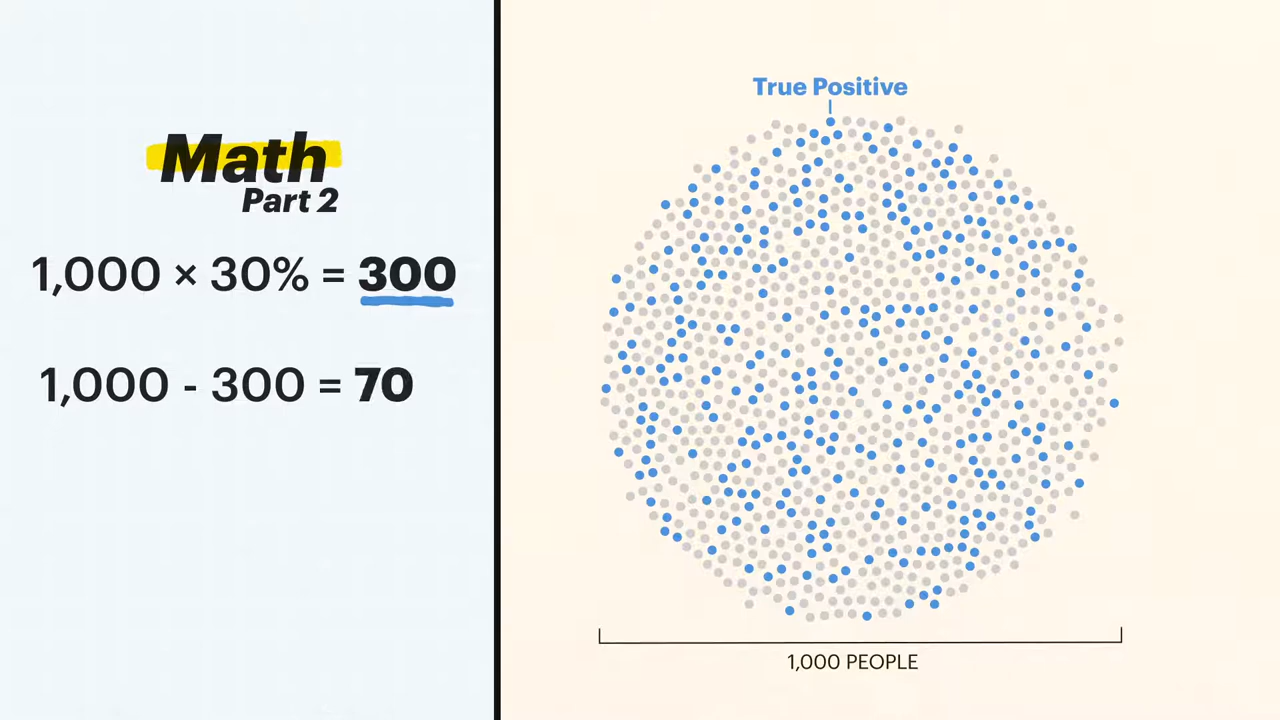 Math
Part 2
1,000 × 30% = 300
1,000 - 300 = 70
True Positive
1,000 PEOPLE